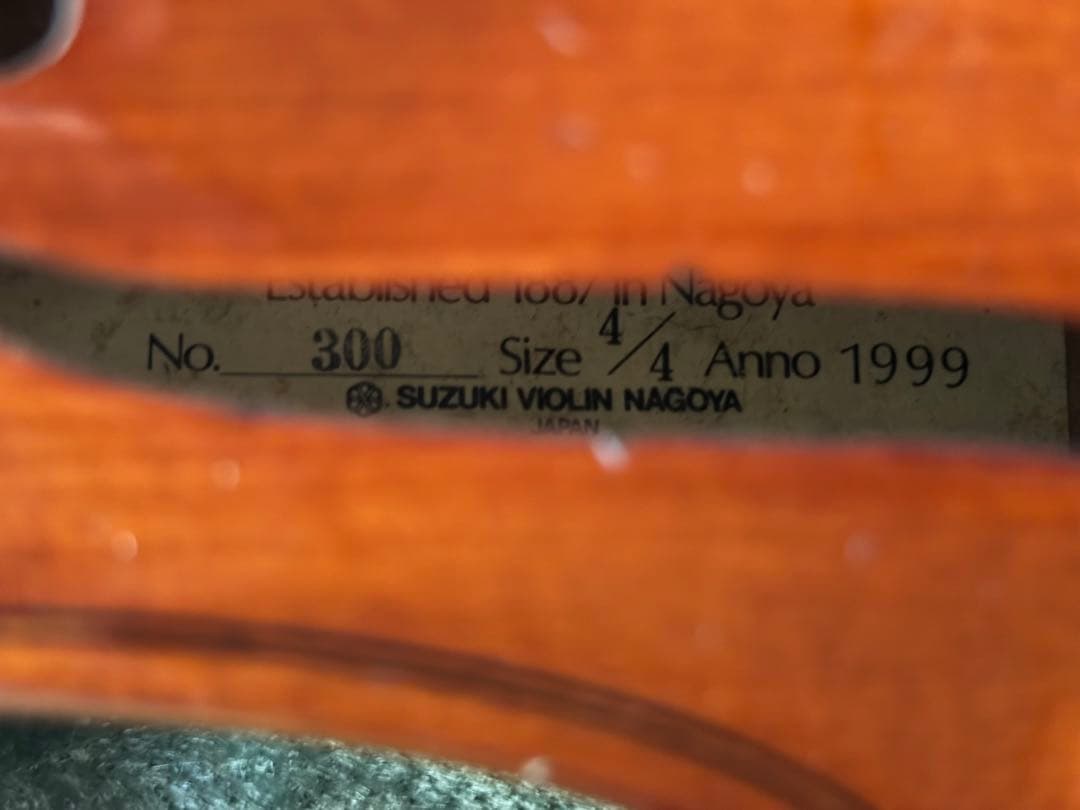 Established 1887 in Nagoya
No. 300 Size 4/4 Anno 1999
SUZUKI VIOLIN NAGOYA
JAPAN